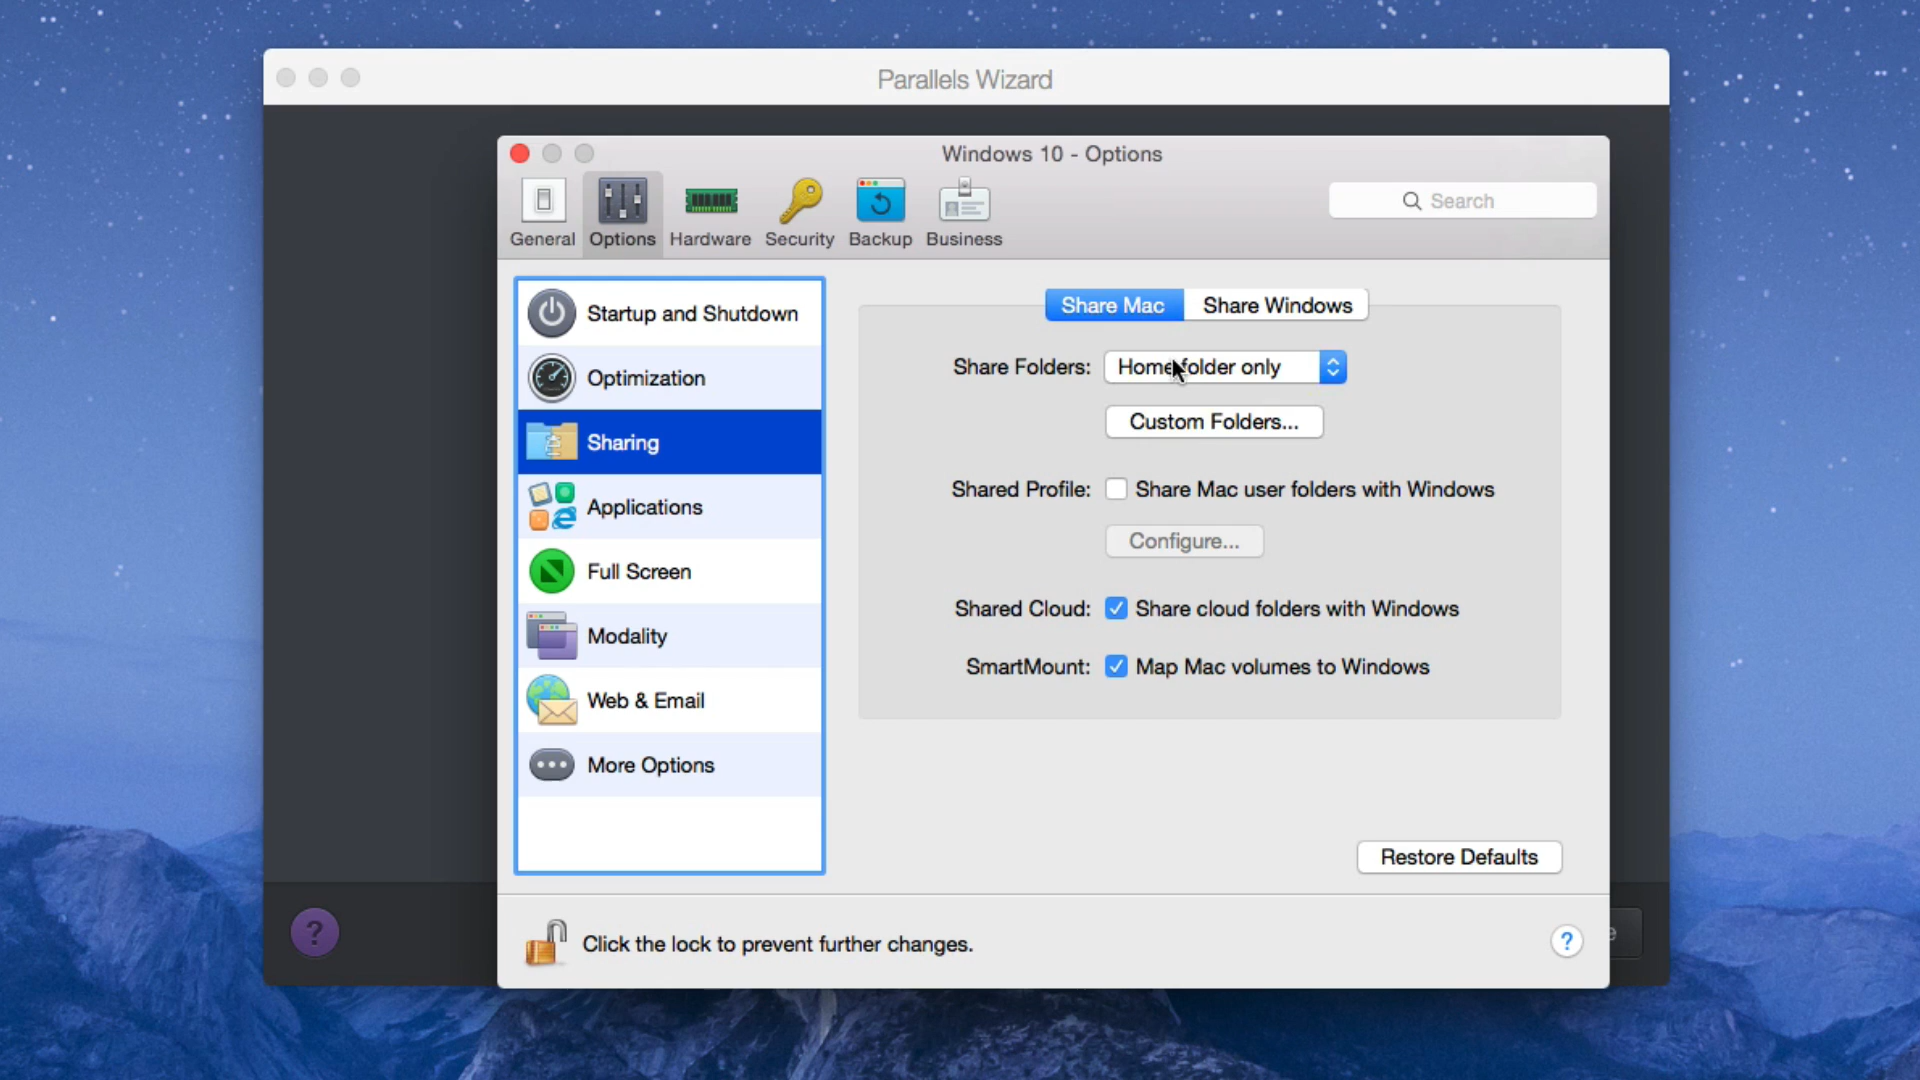 Parallels Wizard
Windows 10 - Options
General Options Hardware Security Backup Business
Search
Startup and Shutdown
Optimization
Sharing
Applications
Full Screen
Modality
Web & Email
More Options
Share Mac Share Windows
Share Folders: Home folder only
Custom Folders...
Shared Profile: Share Mac user folders with Windows
Configure...
Shared Cloud: Share cloud folders with Windows
SmartMount: Map Mac volumes to Windows
Restore Defaults
Click the lock to prevent further changes.
?
?